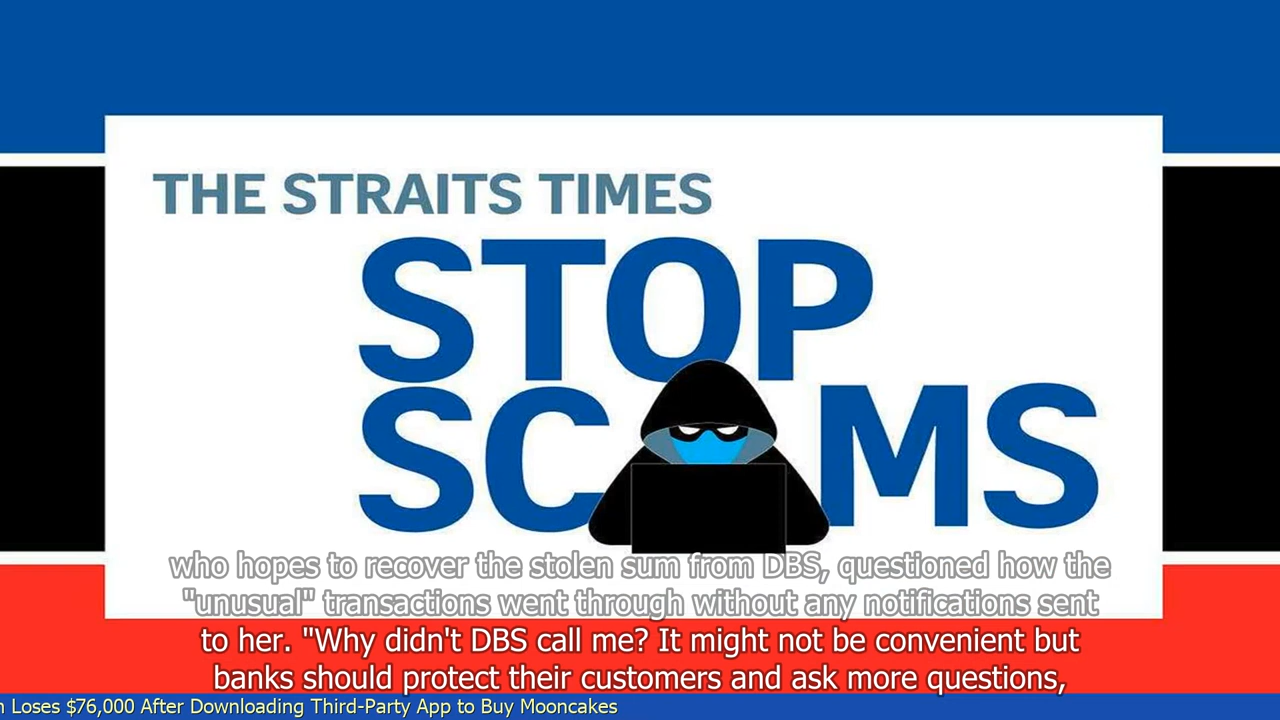 THE STRAITS TIMES
STOP
SCAMS
who hopes to recover the stolen sum from DBS, questioned how the
"unusual" transactions went through without any notifications sent
to her. "Why didn't DBS call me? It might not be convenient but
banks should protect their customers and ask more questions,
Loses $76,000 After Downloading Third-Party App to Buy Mooncakes